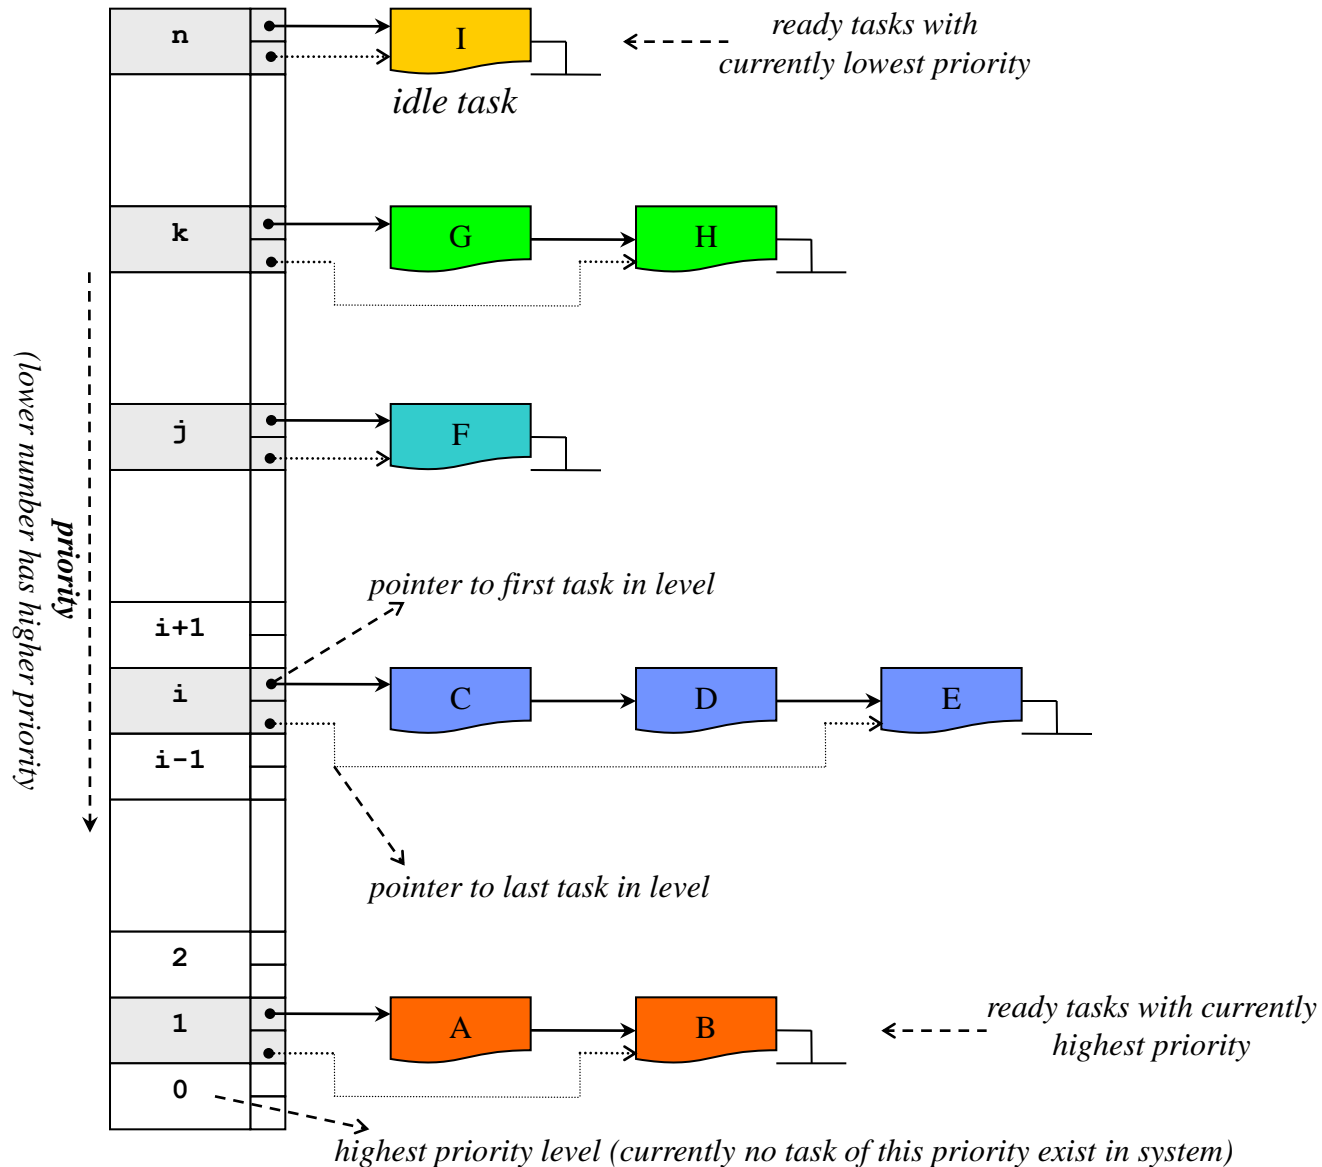 n
I
ready tasks with
currently lowest priority
idle task
k
G
H
j
F
priority
(lower number has higher priority
pointer to first task in level
i+1
i
C
D
E
i-1
pointer to last task in level
2
1
A
B
ready tasks with currently
highest priority
0
highest priority level (currently no task of this priority exist in system)